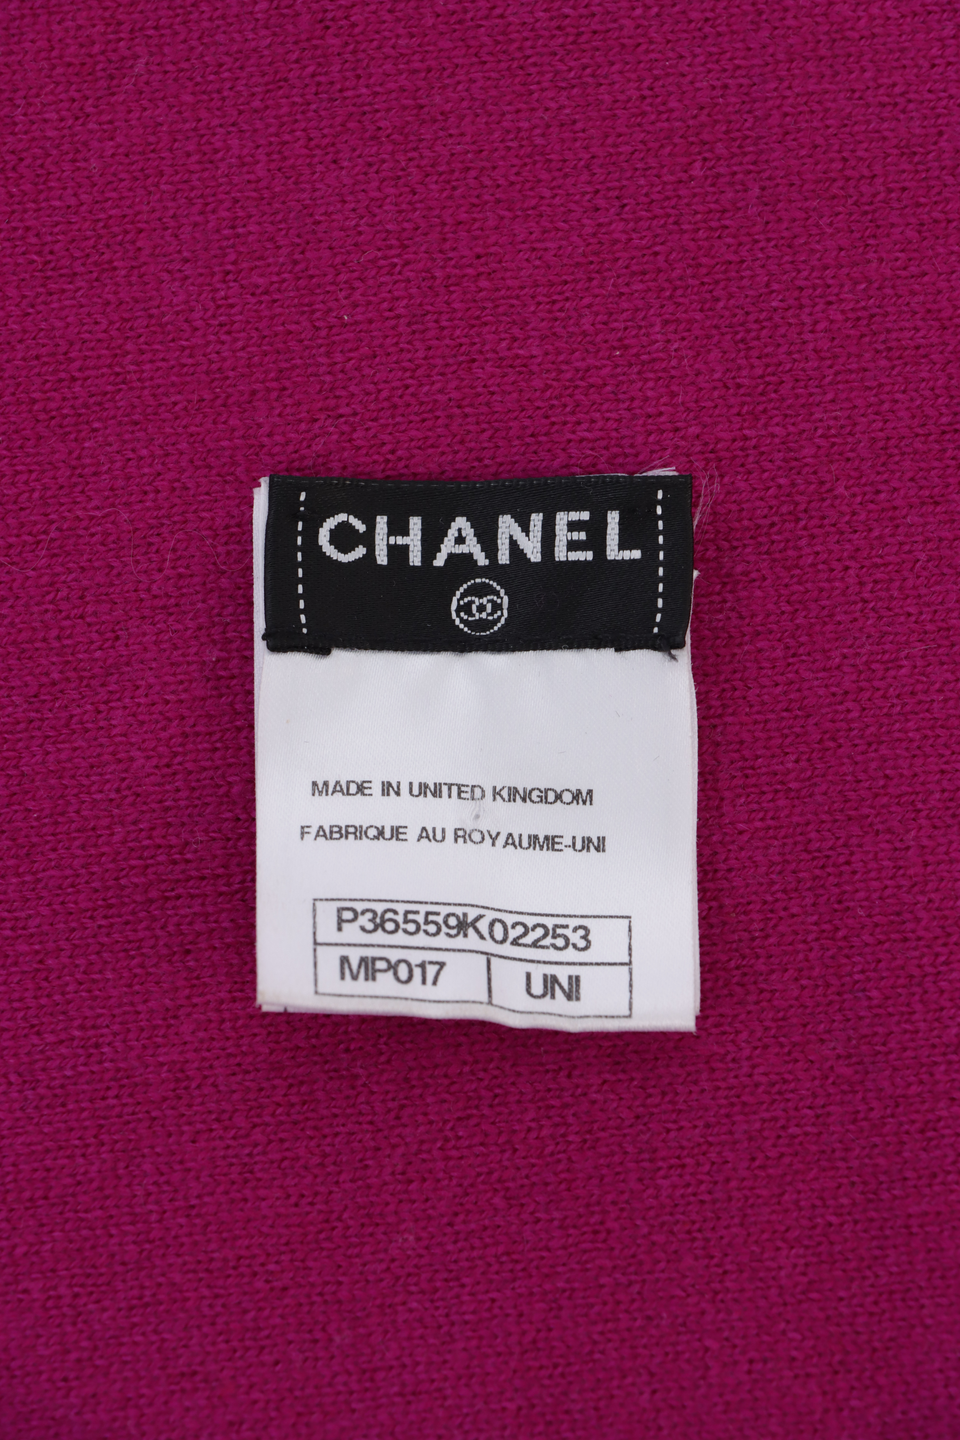 CHANEL
MADE IN UNITED KINGDOM
FABRIQUE AU ROYAUME-UNI
P36559K02253
MP017 UNI